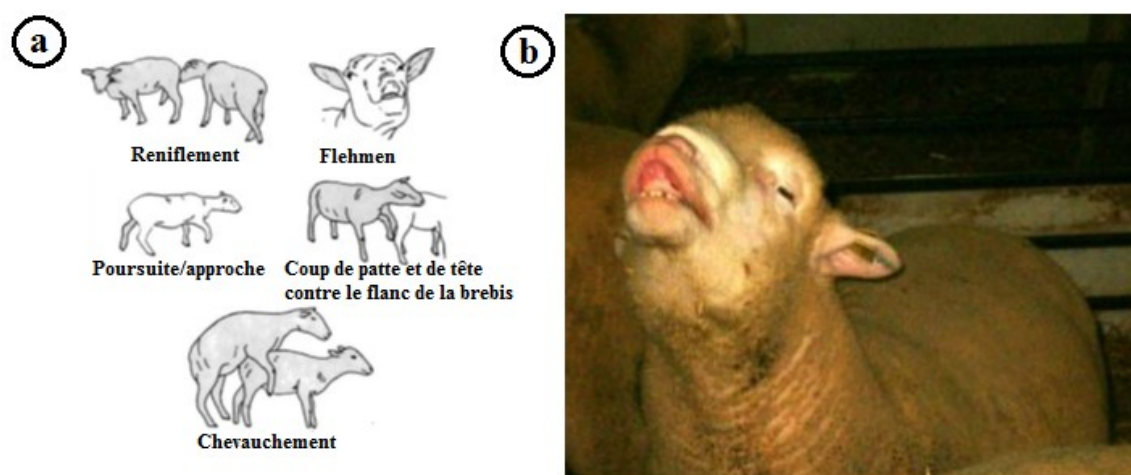 a
b
Reniflement
Flehmen
Poursuite/approche
Coup de patte et de tête
contre le flanc de la brebis
Chevauchement